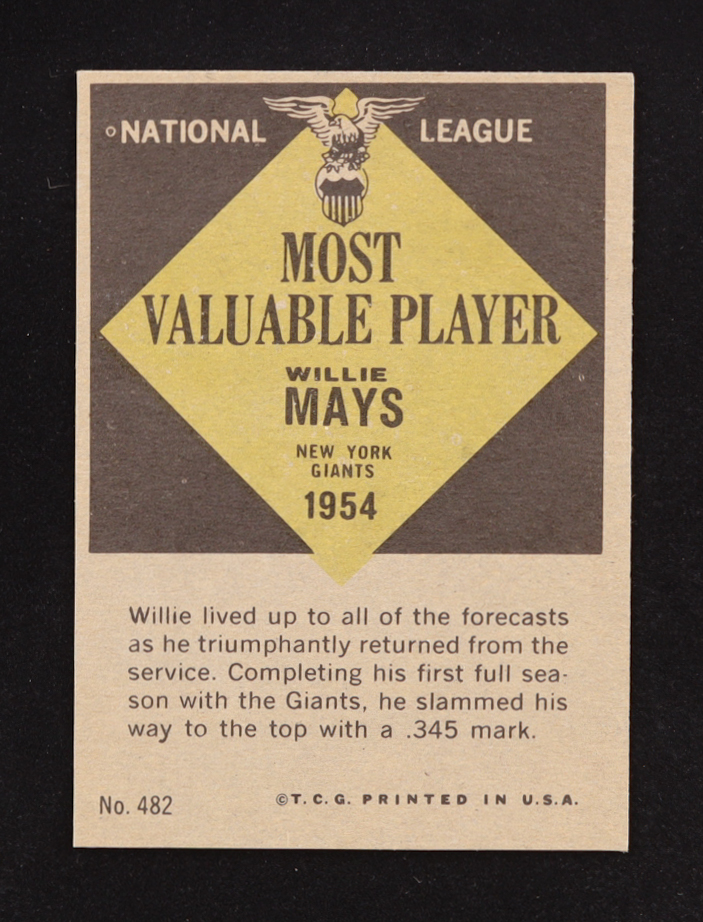 NATIONAL LEAGUE
MOST
VALUABLE PLAYER
WILLIE
MAYS
NEW YORK
GIANTS
1954
Willie lived up to all of the forecasts
as he triumphantly returned from the
service. Completing his first full sea-
son with the Giants, he slammed his
way to the top with a .345 mark.
No. 482 ©T.C.G. PRINTED IN U.S.A.